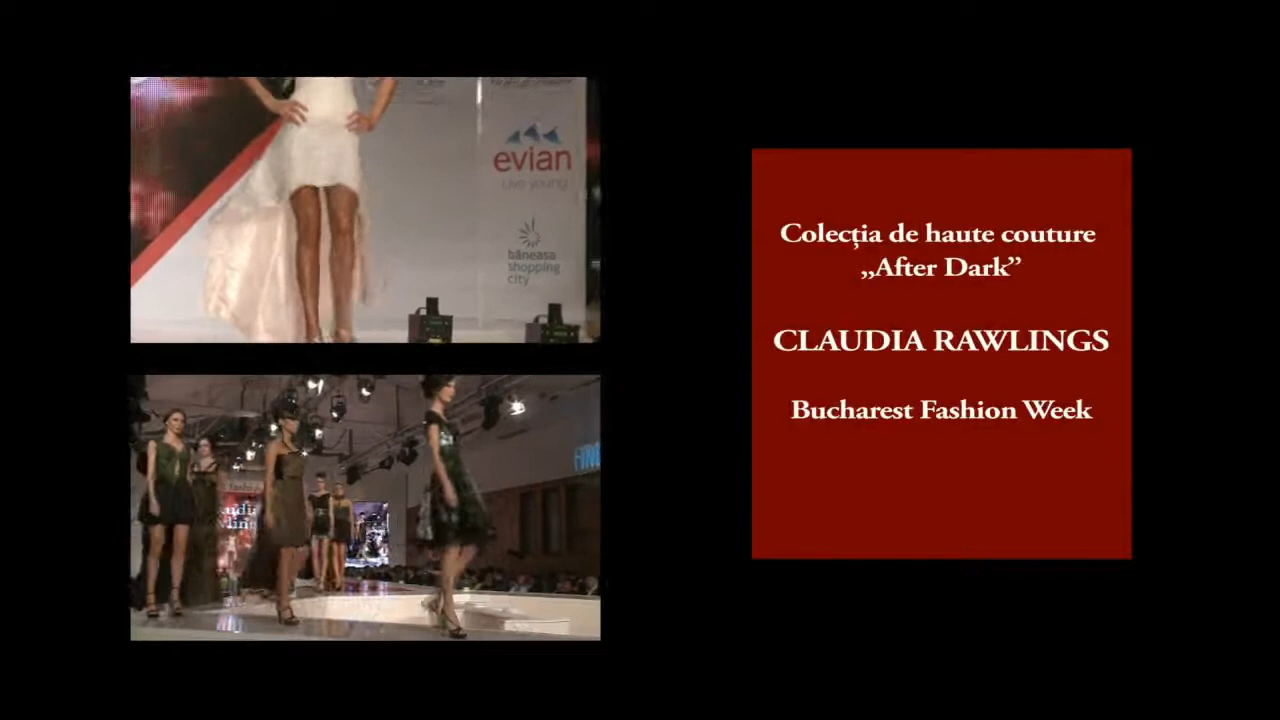 evian
Live young
băneasa
shopping
city
Colecția de haute couture
„After Dark”
CLAUDIA RAWLINGS
Bucharest Fashion Week